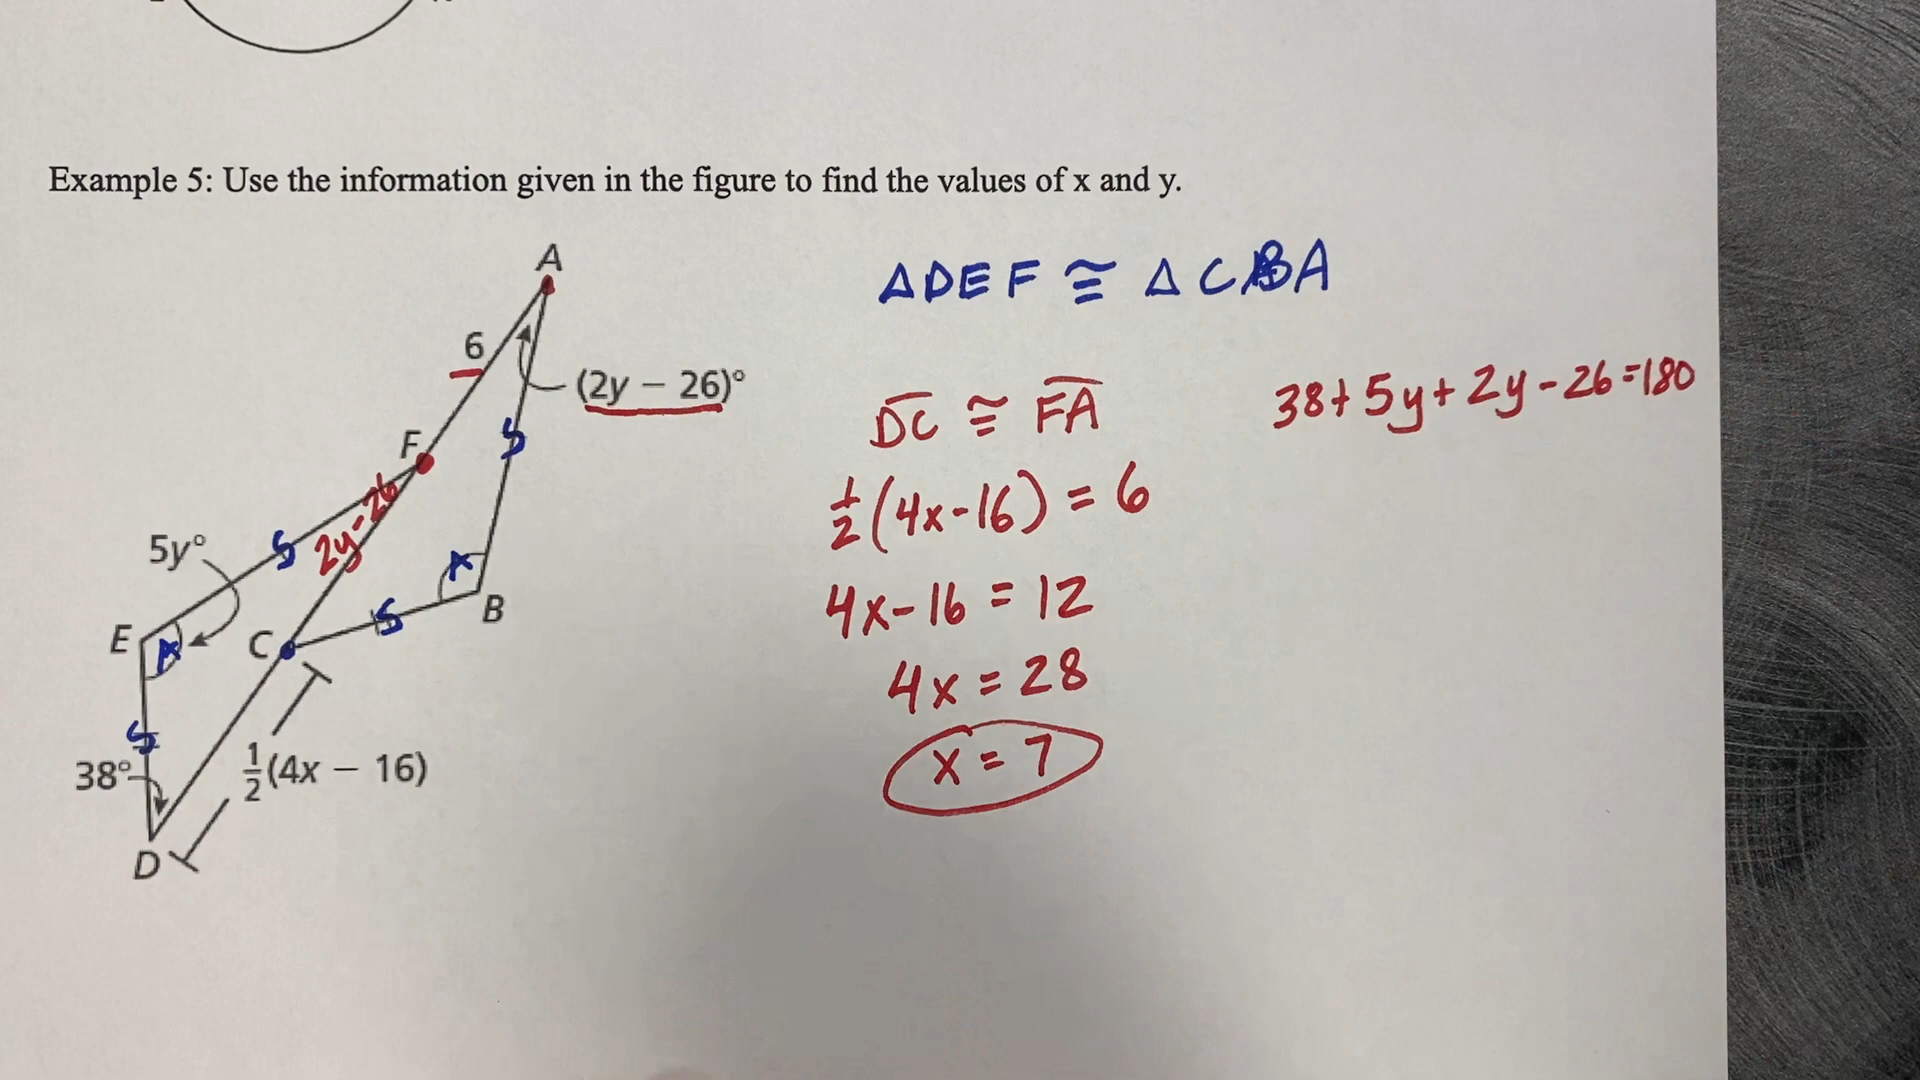 Example 5: Use the information given in the figure to find the values of x and y.
A
6
(2y – 26)°
S
F
2y-26
5y°
S
A
E
A
C
S
B
S
38°
½(4x – 16)
D
ΔDEF ≅ ΔCBA
DC ≅ FA
½(4x-16) = 6
4x-16 = 12
4x = 28
x = 7
38+5y+2y-26=180